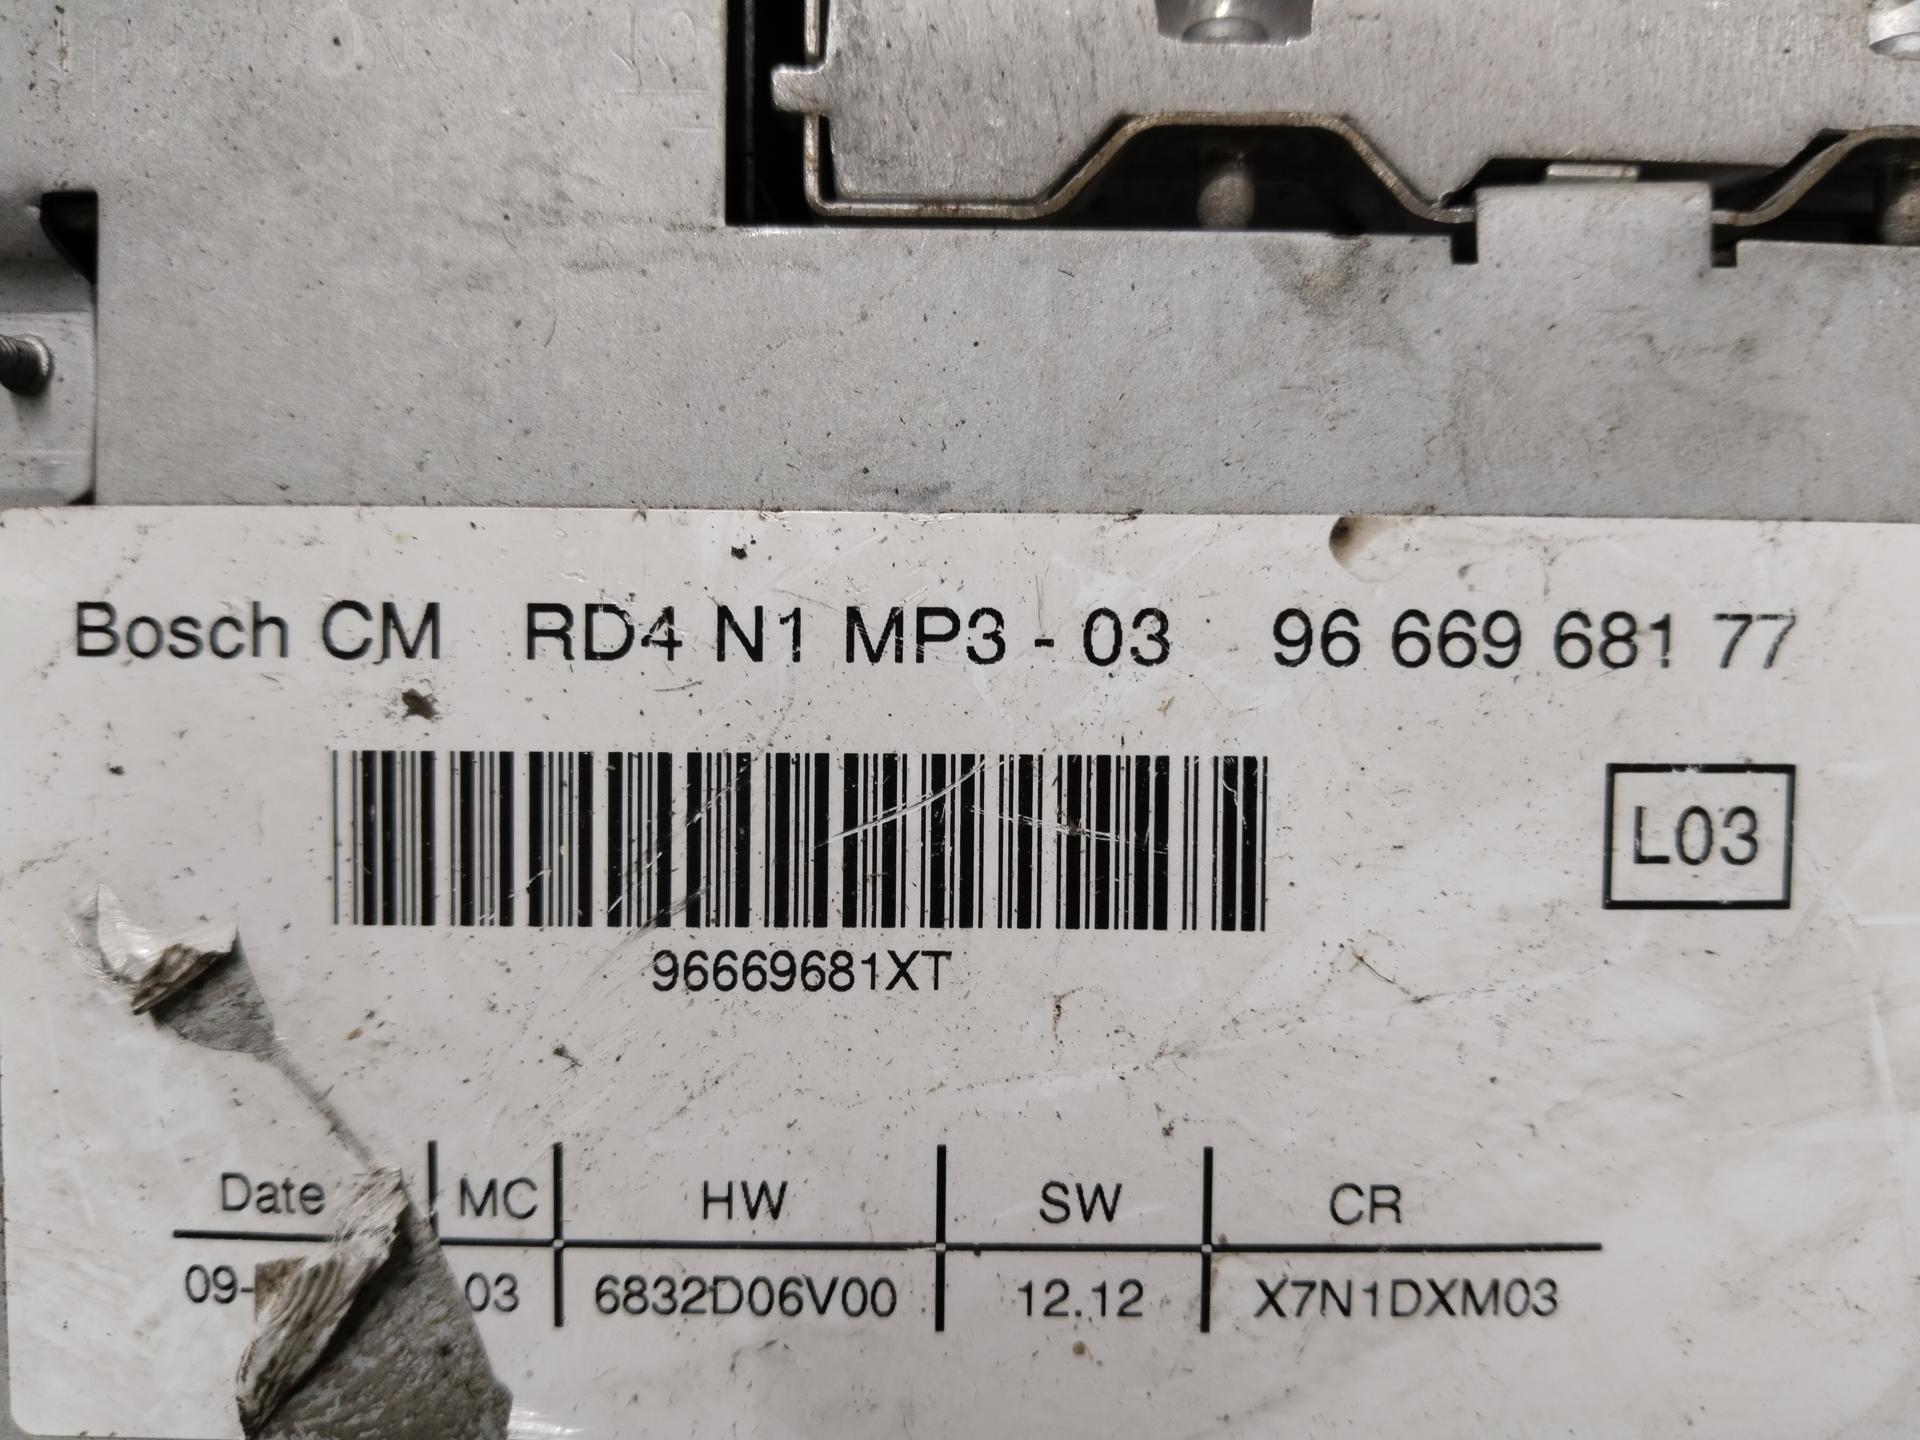 Bosch CM RD4 N1 MP3 - 03 96 669 681 77
L03
96669681XT
Date MC HW SW CR
09- 03 6832D06V00 12.12 X7N1DXM03